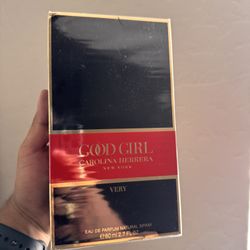 GOOD GIRL
CAROLINA HERRERA
NEW YORK
VERY
EAU DE PARFUM NATURAL SPRAY
℮80 ml 2.7 FL. OZ.